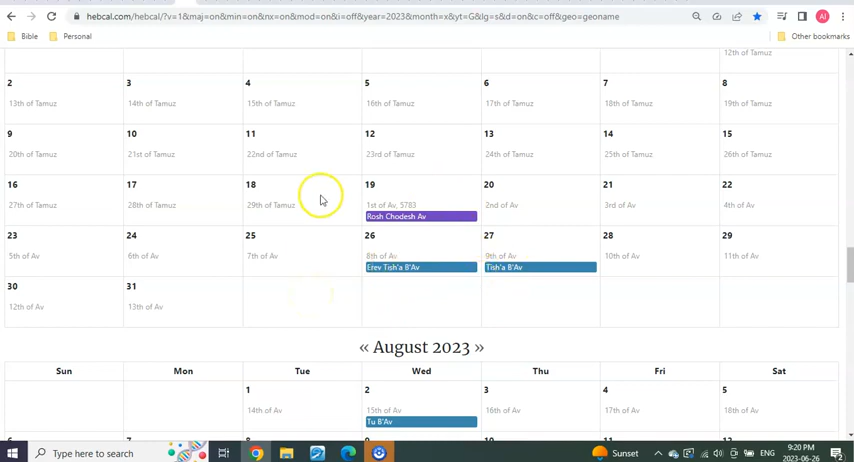 hebcal.com/hebcal/?v=1&maj=on&min=on&nx=on&mod=on&i=off&year=2023&month=x&yt=G&lg=s&d=on&c=off&geo=geoname
AI
Bible Personal Other bookmarks
12th of Tamuz
2 3 4 5 6 7 8
13th of Tamuz 14th of Tamuz 15th of Tamuz 16th of Tamuz 17th of Tamuz 18th of Tamuz 19th of Tamuz
9 10 11 12 13 14 15
20th of Tamuz 21st of Tamuz 22nd of Tamuz 23rd of Tamuz 24th of Tamuz 25th of Tamuz 26th of Tamuz
16 17 18 19 20 21 22
27th of Tamuz 28th of Tamuz 29th of Tamuz 1st of Av, 5783 2nd of Av 3rd of Av 4th of Av
Rosh Chodesh Av
23 24 25 26 27 28 29
5th of Av 6th of Av 7th of Av 8th of Av 9th of Av 10th of Av 11th of Av
Erev Tish'a B'Av Tish'a B'Av
30 31
12th of Av 13th of Av
« August 2023 »
Sun Mon Tue Wed Thu Fri Sat
1 2 3 4 5
14th of Av 15th of Av 16th of Av 17th of Av 18th of Av
Tu B'Av
Type here to search
Sunset
ENG
9:20 PM
2023-06-26
2